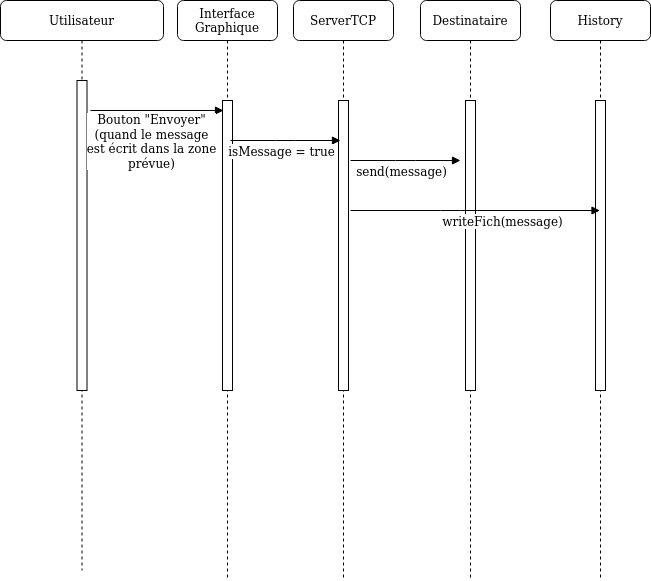 Utilisateur
Interface
Graphique
ServerTCP
Destinataire
History
Bouton "Envoyer"
(quand le message
est écrit dans la zone
prévue)
isMessage = true
send(message)
writeFich(message)